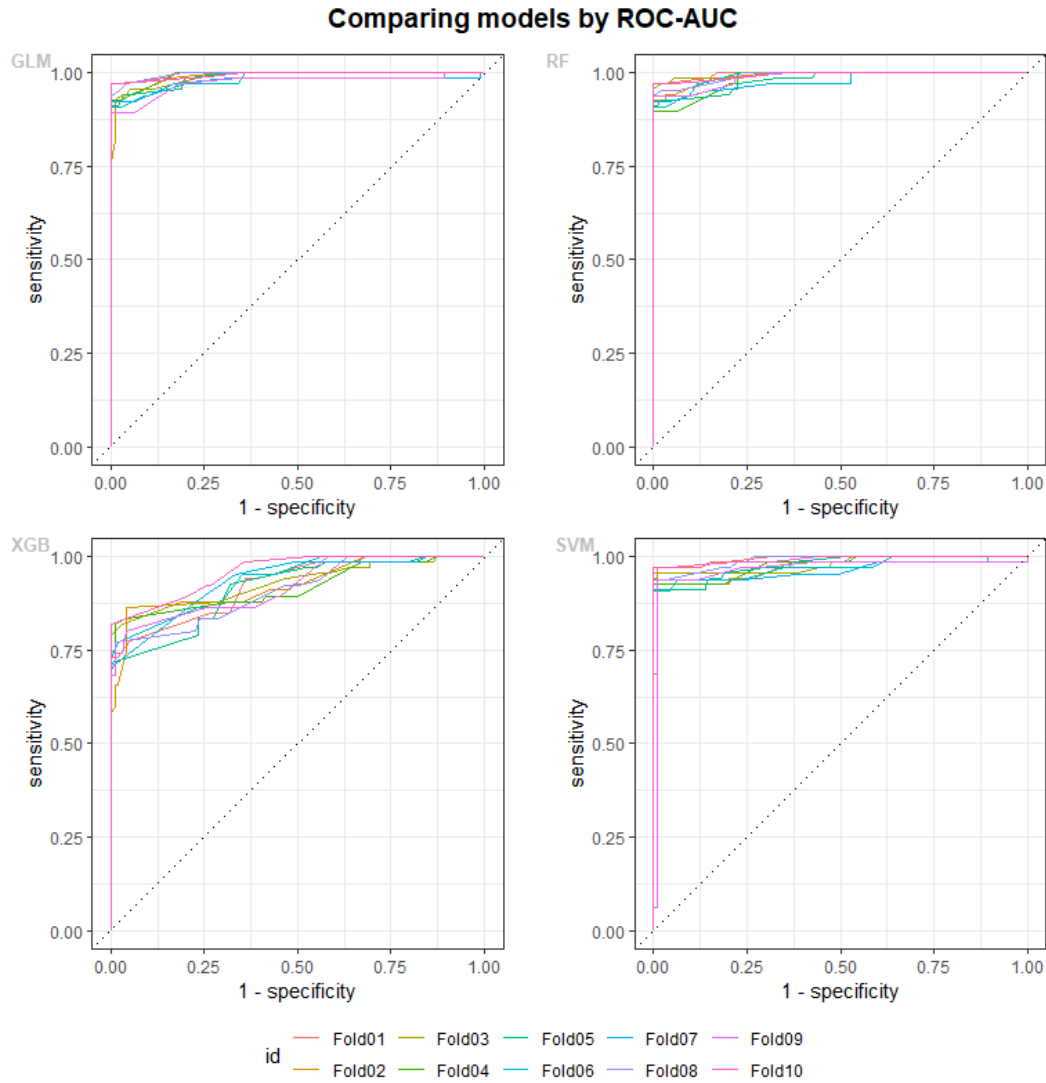 Comparing models by ROC-AUC
GLM
1.00
0.75
0.50
0.25
0.00
sensitivity
0.00 0.25 0.50 0.75 1.00
1 - specificity
RF
1.00
0.75
0.50
0.25
0.00
sensitivity
0.00 0.25 0.50 0.75 1.00
1 - specificity
XGB
1.00
0.75
0.50
0.25
0.00
sensitivity
0.00 0.25 0.50 0.75 1.00
1 - specificity
SVM
1.00
0.75
0.50
0.25
0.00
sensitivity
0.00 0.25 0.50 0.75 1.00
1 - specificity
id
Fold01 Fold03 Fold05 Fold07 Fold09
Fold02 Fold04 Fold06 Fold08 Fold10